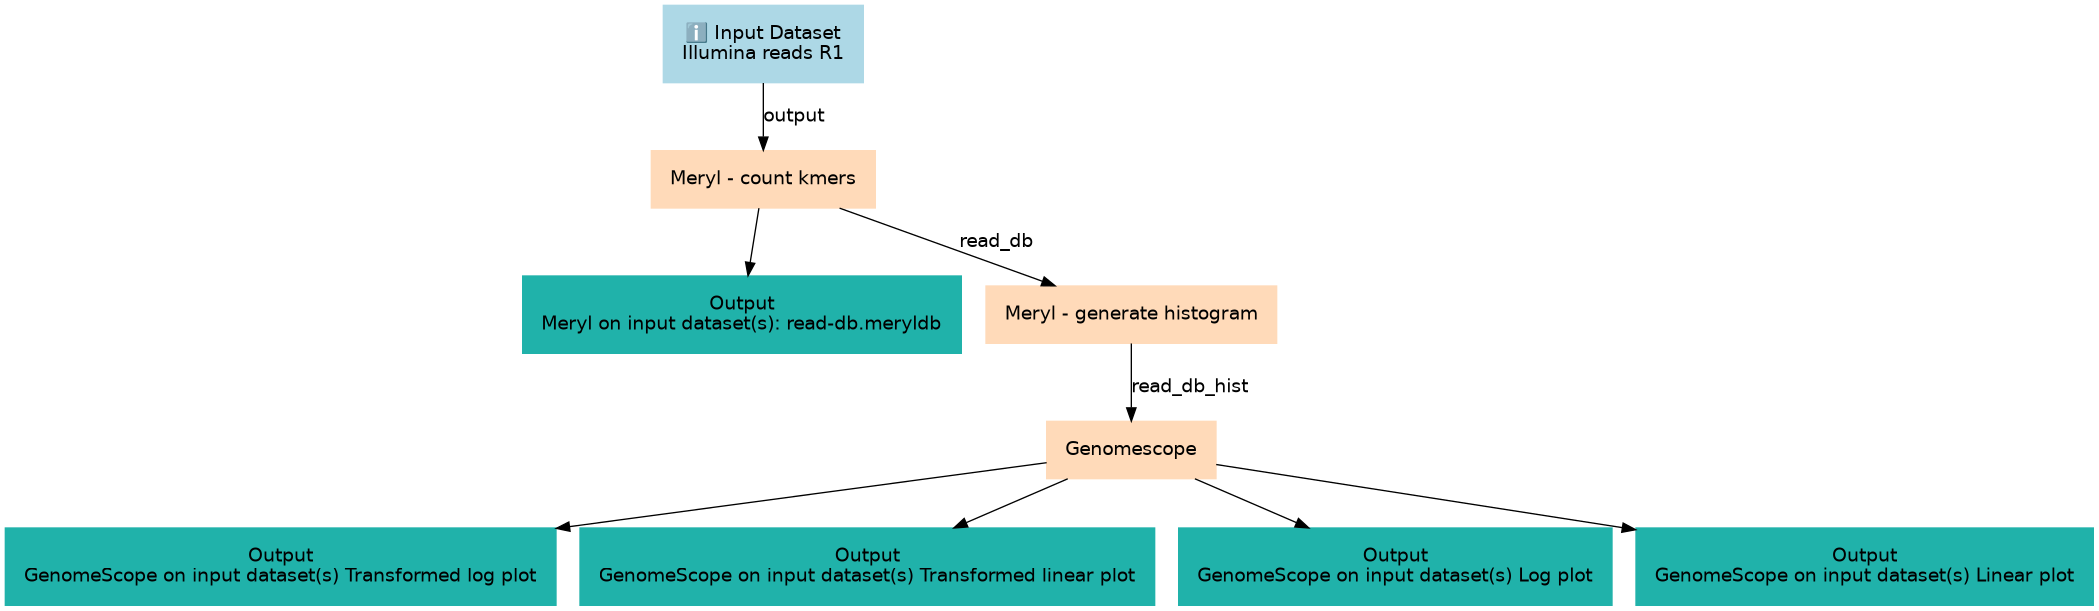 ℹ️ Input Dataset
Illumina reads R1
output
Meryl - count kmers
read_db
Output
Meryl on input dataset(s): read-db.meryldb
Meryl - generate histogram
read_db_hist
Genomescope
Output
GenomeScope on input dataset(s) Transformed log plot
Output
GenomeScope on input dataset(s) Transformed linear plot
Output
GenomeScope on input dataset(s) Log plot
Output
GenomeScope on input dataset(s) Linear plot